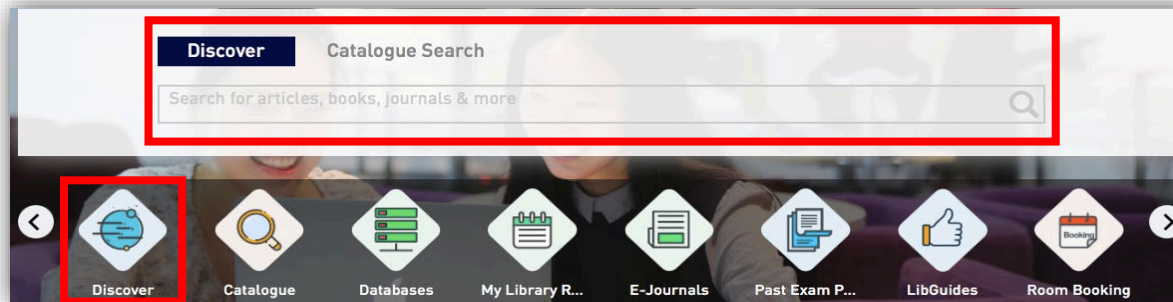 Discover Catalogue Search
Search for articles, books, journals & more
Booking
Discover Catalogue Databases My Library R... E-Journals Past Exam P... LibGuides Room Booking